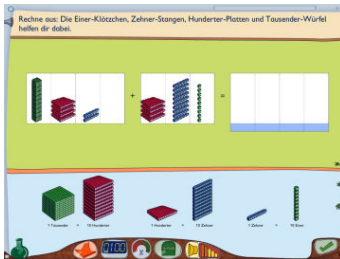 Rechne aus: Die Einer-Klötzchen, Zehner-Stangen, Hunderter-Platten und Tausender-Würfel
helfen dir dabei.
+ =
1 Tausender = 10 Hunderter 1 Hunderter = 10 Zehner 1 Zehner = 10 Einer